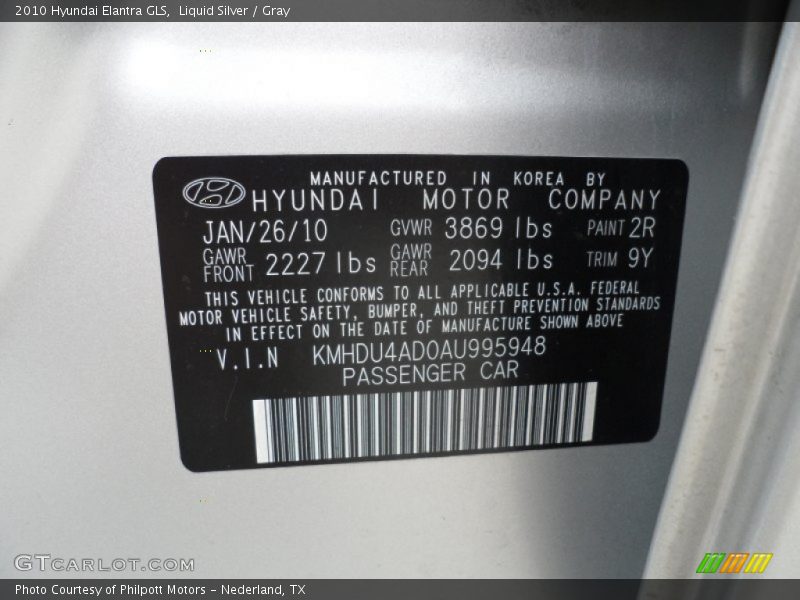 2010 Hyundai Elantra GLS, Liquid Silver / Gray
MANUFACTURED IN KOREA BY
HYUNDAI MOTOR COMPANY
JAN/26/10 GVWR 3869 lbs PAINT 2R
GAWR FRONT 2227 lbs GAWR REAR 2094 lbs TRIM 9Y
THIS VEHICLE CONFORMS TO ALL APPLICABLE U.S.A. FEDERAL
MOTOR VEHICLE SAFETY, BUMPER, AND THEFT PREVENTION STANDARDS
IN EFFECT ON THE DATE OF MANUFACTURE SHOWN ABOVE
V.I.N KMHDU4AD0AU995948
PASSENGER CAR
GTCARLOT.COM
Photo Courtesy of Philpott Motors - Nederland, TX